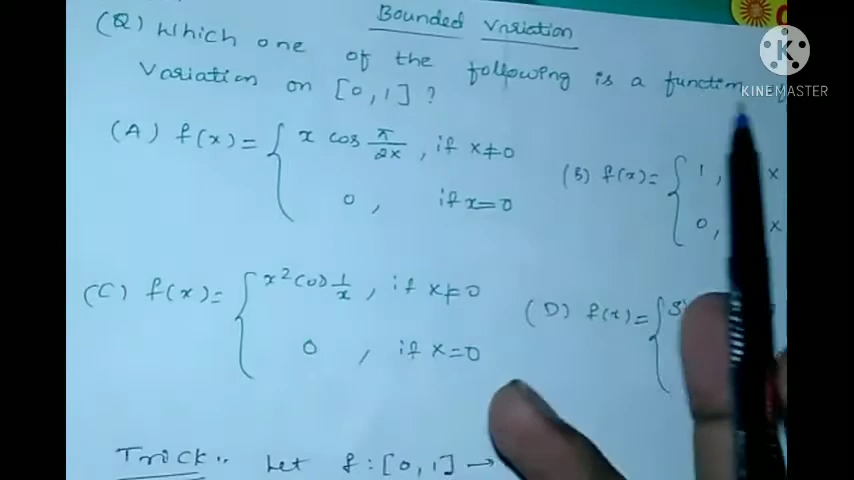 Bounded Variation
(Q) Which one of the following is a function
Variation on [0,1] ?
(A) f(x) = { x cos π/2x , if x≠0
0 , if x=0
(B) f(x) = { 1, x
0, x
(C) f(x) = { x² cos 1/x , if x≠0
0 , if x=0
(D) f(x) = {
Trick :. Let f : [0,1] →
K
KINEMASTER